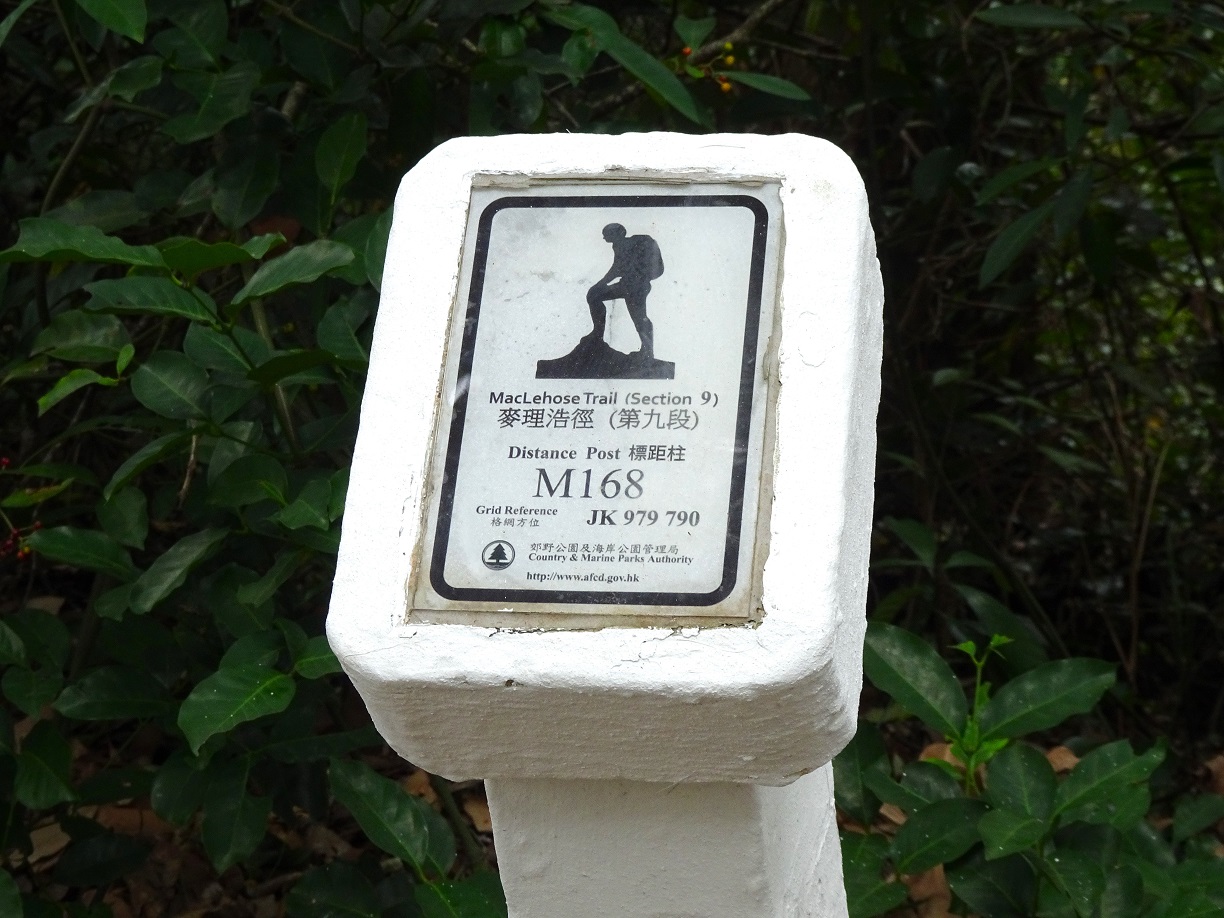 MacLehose Trail (Section 9)
麥理浩徑 (第九段)
Distance Post 標距柱
M168
Grid Reference JK 979 790
格網方位
郊野公園及海岸公園管理局
Country & Marine Parks Authority
http://www.afcd.gov.hk